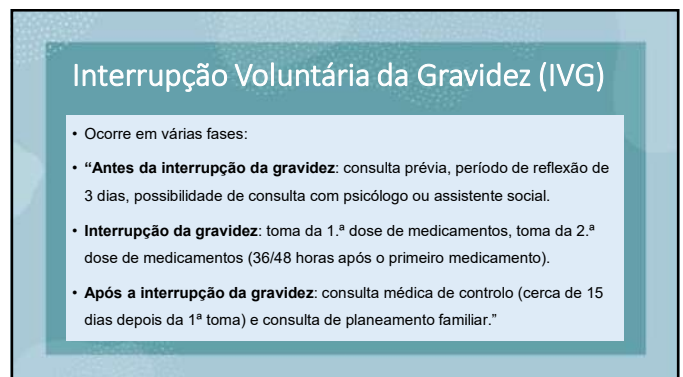 Interrupção Voluntária da Gravidez (IVG)
• Ocorre em várias fases:
• “Antes da interrupção da gravidez: consulta prévia, período de reflexão de
3 dias, possibilidade de consulta com psicólogo ou assistente social.
• Interrupção da gravidez: toma da 1.ª dose de medicamentos, toma da 2.ª
dose de medicamentos (36/48 horas após o primeiro medicamento).
• Após a interrupção da gravidez: consulta médica de controlo (cerca de 15
dias depois da 1ª toma) e consulta de planeamento familiar.”